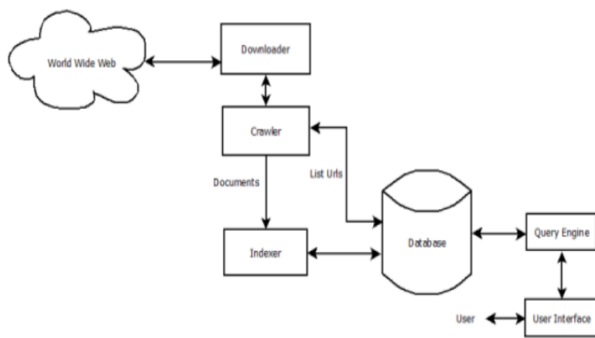 World Wide Web
Downloader
Crawler
Documents
List Urls
Indexer
Database
Query Engine
User
User Interface